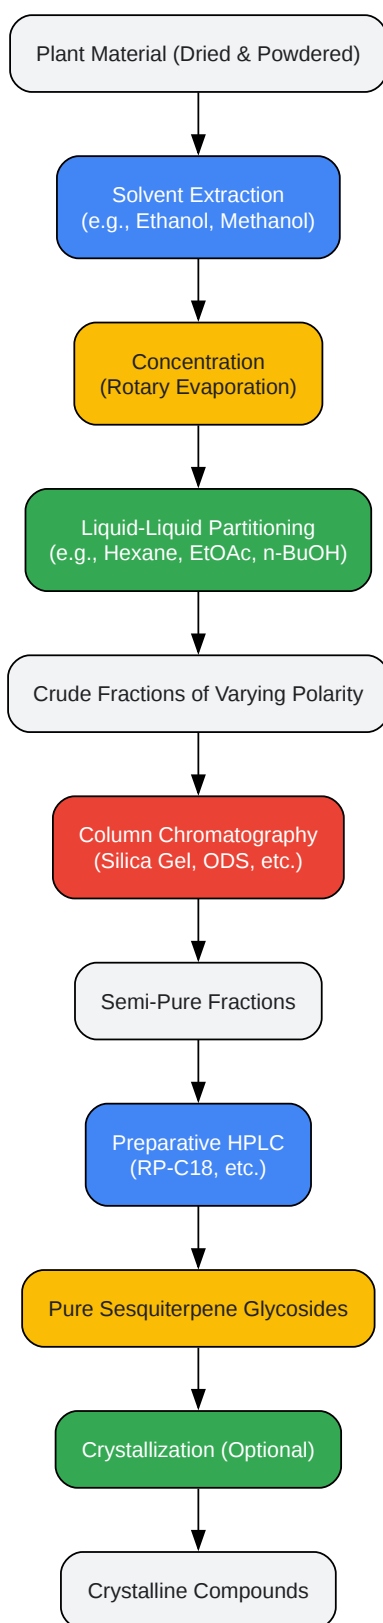 Plant Material (Dried & Powdered)
Solvent Extraction
(e.g., Ethanol, Methanol)
Concentration
(Rotary Evaporation)
Liquid-Liquid Partitioning
(e.g., Hexane, EtOAc, n-BuOH)
Crude Fractions of Varying Polarity
Column Chromatography
(Silica Gel, ODS, etc.)
Semi-Pure Fractions
Preparative HPLC
(RP-C18, etc.)
Pure Sesquiterpene Glycosides
Crystallization (Optional)
Crystalline Compounds